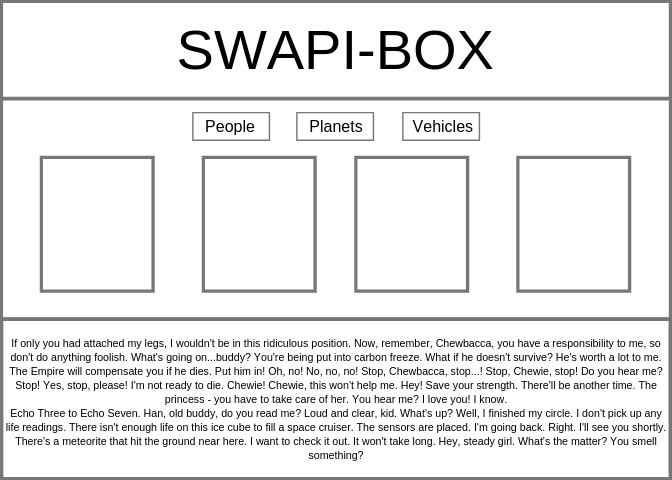 SWAPI-BOX
People
Planets
Vehicles
If only you had attached my legs, I wouldn't be in this ridiculous position. Now, remember, Chewbacca, you have a responsibility to me, so
don't do anything foolish. What's going on...buddy? You're being put into carbon freeze. What if he doesn't survive? He's worth a lot to me.
The Empire will compensate you if he dies. Put him in! Oh, no! No, no, no! Stop, Chewbacca, stop...! Stop, Chewie, stop! Do you hear me?
Stop! Yes, stop, please! I'm not ready to die. Chewie! Chewie, this won't help me. Hey! Save your strength. There'll be another time. The
princess - you have to take care of her. You hear me? I love you! I know.
Echo Three to Echo Seven. Han, old buddy, do you read me? Loud and clear, kid. What's up? Well, I finished my circle. I don't pick up any
life readings. There isn't enough life on this ice cube to fill a space cruiser. The sensors are placed. I'm going back. Right. I'll see you shortly.
There's a meteorite that hit the ground near here. I want to check it out. It won't take long. Hey, steady girl. What's the matter? You smell
something?